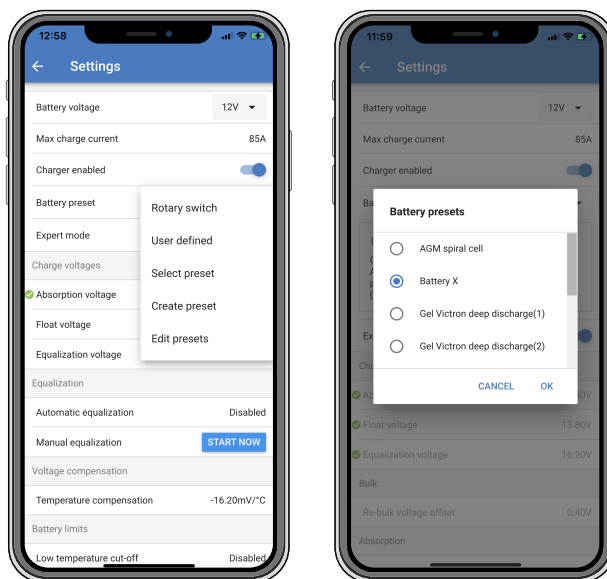 12:58
Settings
Battery voltage 12V
Max charge current 85A
Charger enabled
Battery preset
Expert mode
Rotary switch
User defined
Select preset
Create preset
Edit presets
Charge voltages
Absorption voltage
Float voltage
Equalization voltage
Equalization
Automatic equalization Disabled
Manual equalization START NOW
Voltage compensation
Temperature compensation -16.20mV/°C
Battery limits
Low temperature cut-off Disabled
11:59
Settings
Battery voltage 12V
Max charge current 85A
Charger enabled
Ba
Battery presets
AGM spiral cell
Battery X
Gel Victron deep discharge(1)
Gel Victron deep discharge(2)
CANCEL OK
Ex
Cha
Ab 40V
Float voltage 13.80V
Equalization voltage 16.20V
Bulk
Re-bulk voltage offset 0.40V
Absorption